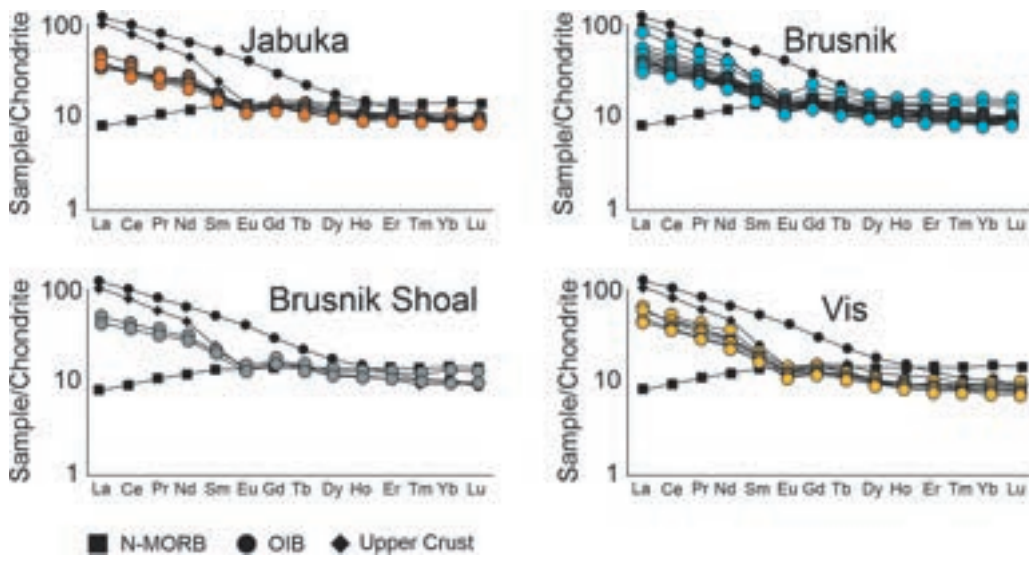 Jabuka
Sample/Chondrite
100
10
1
La Ce Pr Nd Sm Eu Gd Tb Dy Ho Er Tm Yb Lu
Brusnik
Sample/Chondrite
100
10
1
La Ce Pr Nd Sm Eu Gd Tb Dy Ho Er Tm Yb Lu
Brusnik Shoal
Sample/Chondrite
100
10
1
La Ce Pr Nd Sm Eu Gd Tb Dy Ho Er Tm Yb Lu
Vis
Sample/Chondrite
100
10
1
La Ce Pr Nd Sm Eu Gd Tb Dy Ho Er Tm Yb Lu
N-MORB OIB Upper Crust